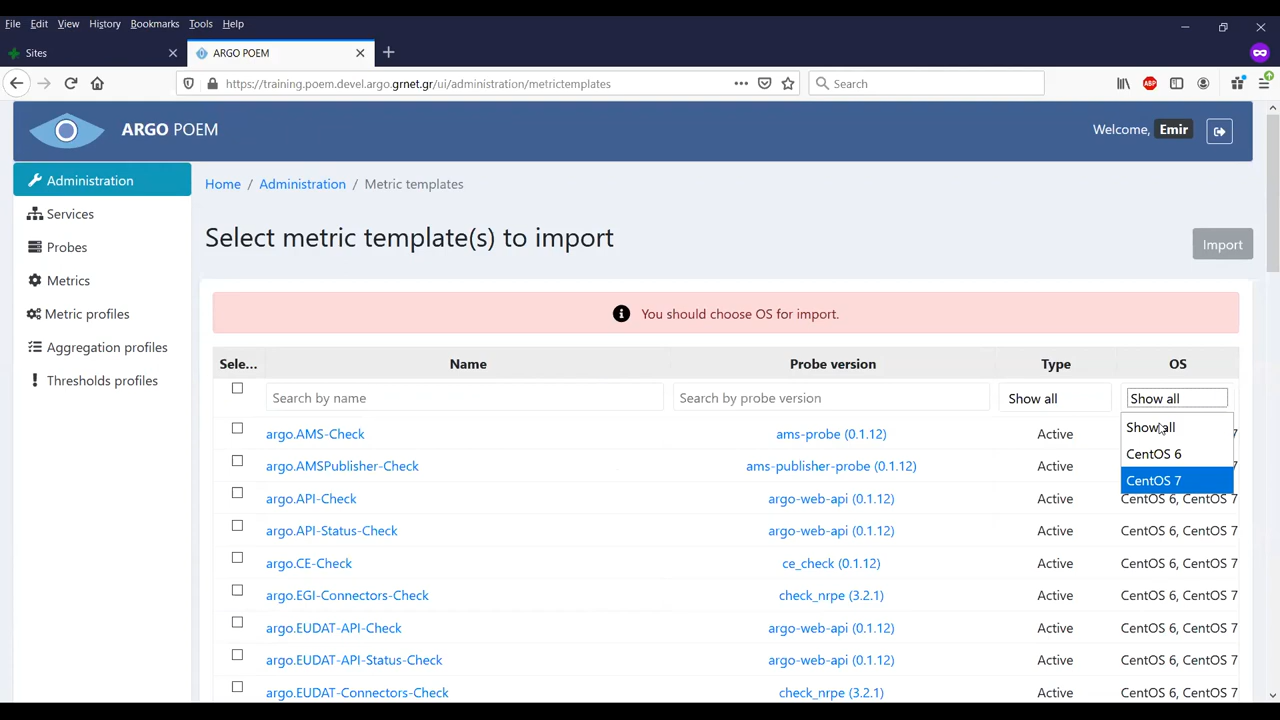 File Edit View History Bookmarks Tools Help
Sites
ARGO POEM
https://training.poem.devel.argo.grnet.gr/ui/administration/metrictemplates
Search
ABP
ARGO POEM
Welcome, Emir
Administration
Services
Probes
Metrics
Metric profiles
Aggregation profiles
Thresholds profiles
Home / Administration / Metric templates
Select metric template(s) to import
Import
You should choose OS for import.
Sele... Name Probe version Type OS
Search by name Search by probe version Show all Show all
Show all
CentOS 6
CentOS 7
argo.AMS-Check ams-probe (0.1.12) Active 7
argo.AMSPublisher-Check ams-publisher-probe (0.1.12) Active 7
argo.API-Check argo-web-api (0.1.12) Active CentOS 6, CentOS 7
argo.API-Status-Check argo-web-api (0.1.12) Active CentOS 6, CentOS 7
argo.CE-Check ce_check (0.1.12) Active CentOS 6, CentOS 7
argo.EGI-Connectors-Check check_nrpe (3.2.1) Active CentOS 6, CentOS 7
argo.EUDAT-API-Check argo-web-api (0.1.12) Active CentOS 6, CentOS 7
argo.EUDAT-API-Status-Check argo-web-api (0.1.12) Active CentOS 6, CentOS 7
argo.EUDAT-Connectors-Check check_nrpe (3.2.1) Active CentOS 6, CentOS 7